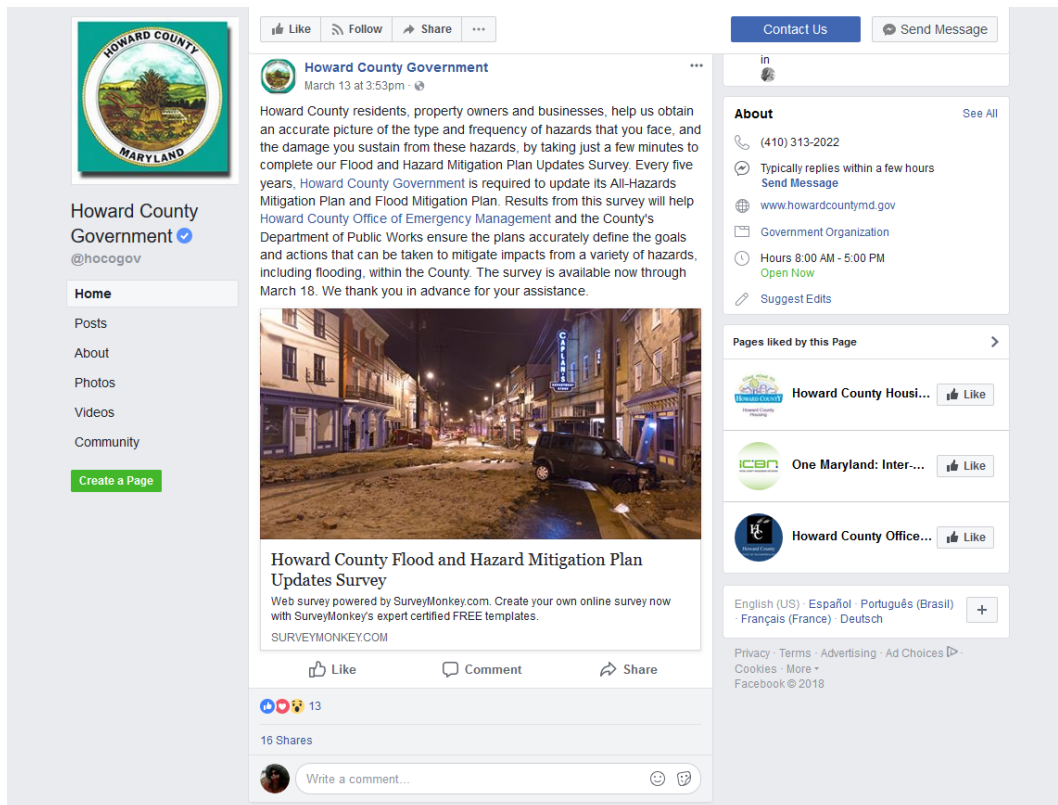 HOWARD COUNTY
MARYLAND
Howard County
Government
@hocogov
Home
Posts
About
Photos
Videos
Community
Create a Page
Like Follow Share ...
Contact Us Send Message
Howard County Government
March 13 at 3:53pm ·
Howard County residents, property owners and businesses, help us obtain
an accurate picture of the type and frequency of hazards that you face, and
the damage you sustain from these hazards, by taking just a few minutes to
complete our Flood and Hazard Mitigation Plan Updates Survey. Every five
years, Howard County Government is required to update its All-Hazards
Mitigation Plan and Flood Mitigation Plan. Results from this survey will help
Howard County Office of Emergency Management and the County's
Department of Public Works ensure the plans accurately define the goals
and actions that can be taken to mitigate impacts from a variety of hazards,
including flooding, within the County. The survey is available now through
March 18. We thank you in advance for your assistance.
CAPLAN'S
Howard County Flood and Hazard Mitigation Plan
Updates Survey
Web survey powered by SurveyMonkey.com. Create your own online survey now
with SurveyMonkey's expert certified FREE templates.
SURVEYMONKEY.COM
Like Comment Share
13
16 Shares
Write a comment...
in
About See All
(410) 313-2022
Typically replies within a few hours
Send Message
www.howardcountymd.gov
Government Organization
Hours 8:00 AM - 5:00 PM
Open Now
Suggest Edits
Pages liked by this Page
HOWARD COUNTY
Howard County
Housing
Howard County Housi... Like
ICBN
One Maryland: Inter-... Like
HC
Howard County
Howard County Office... Like
English (US) · Español · Português (Brasil)
· Français (France) · Deutsch
Privacy · Terms · Advertising · Ad Choices ·
Cookies · More
Facebook © 2018